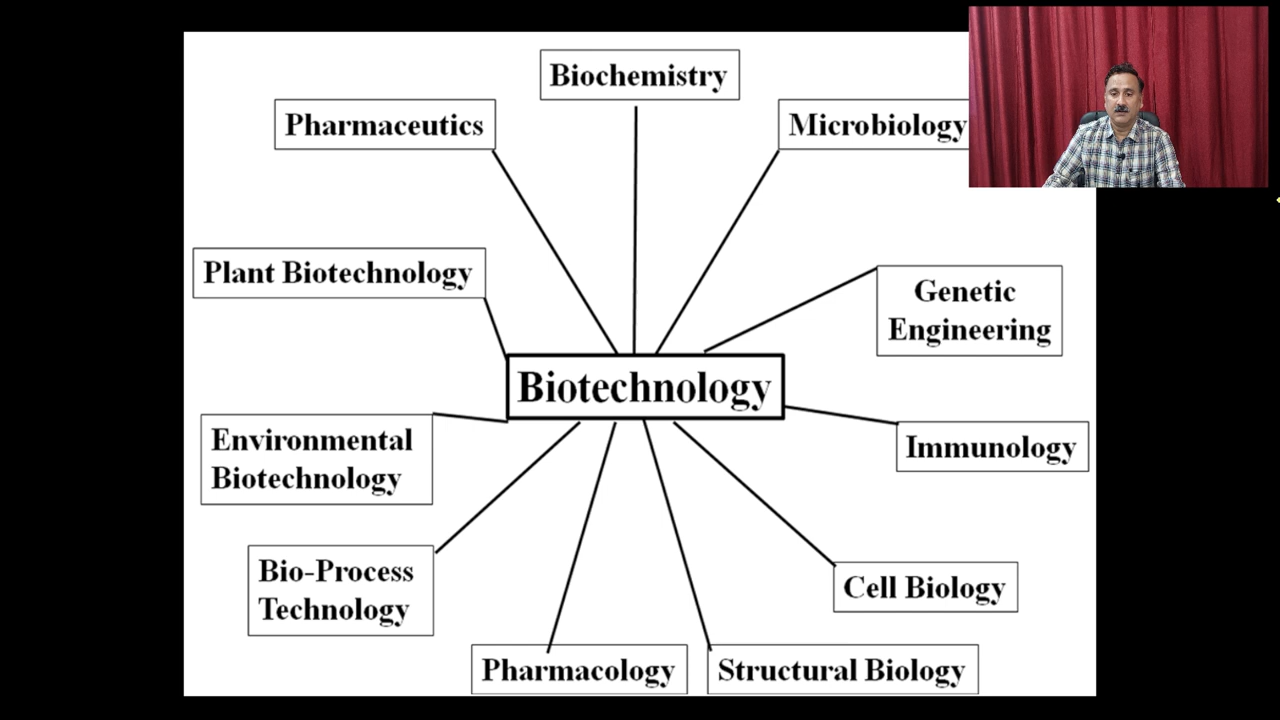 Biochemistry
Pharmaceutics
Microbiology
Plant Biotechnology
Genetic
Engineering
Biotechnology
Environmental
Biotechnology
Immunology
Bio-Process
Technology
Cell Biology
Pharmacology
Structural Biology